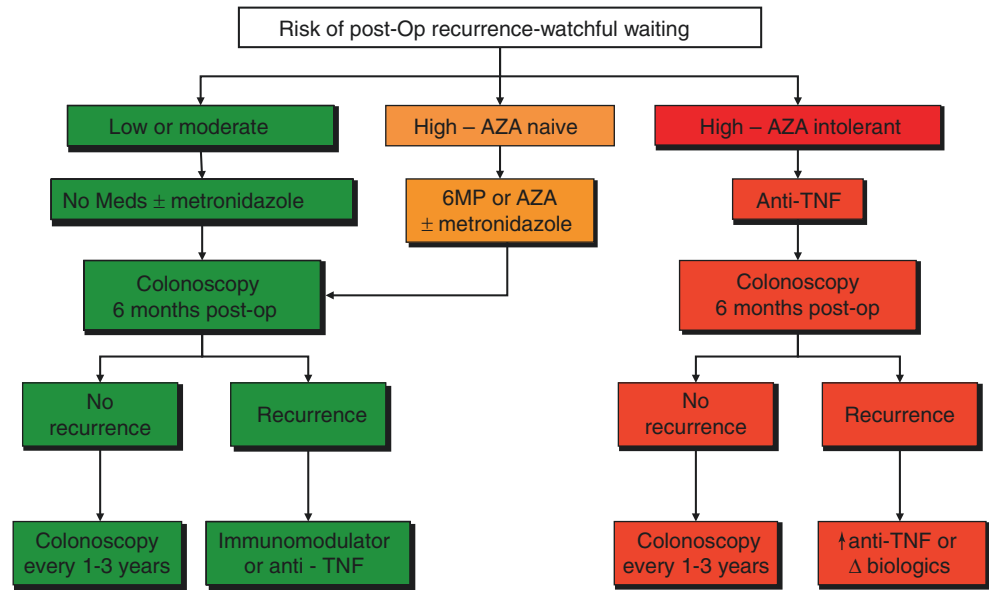 Risk of post-Op recurrence-watchful waiting
Low or moderate
High – AZA naive
High – AZA intolerant
No Meds ± metronidazole
6MP or AZA
± metronidazole
Anti-TNF
Colonoscopy
6 months post-op
Colonoscopy
6 months post-op
No
recurrence
Recurrence
No
recurrence
Recurrence
Colonoscopy
every 1-3 years
Immunomodulator
or anti - TNF
Colonoscopy
every 1-3 years
↑anti-TNF or
Δ biologics